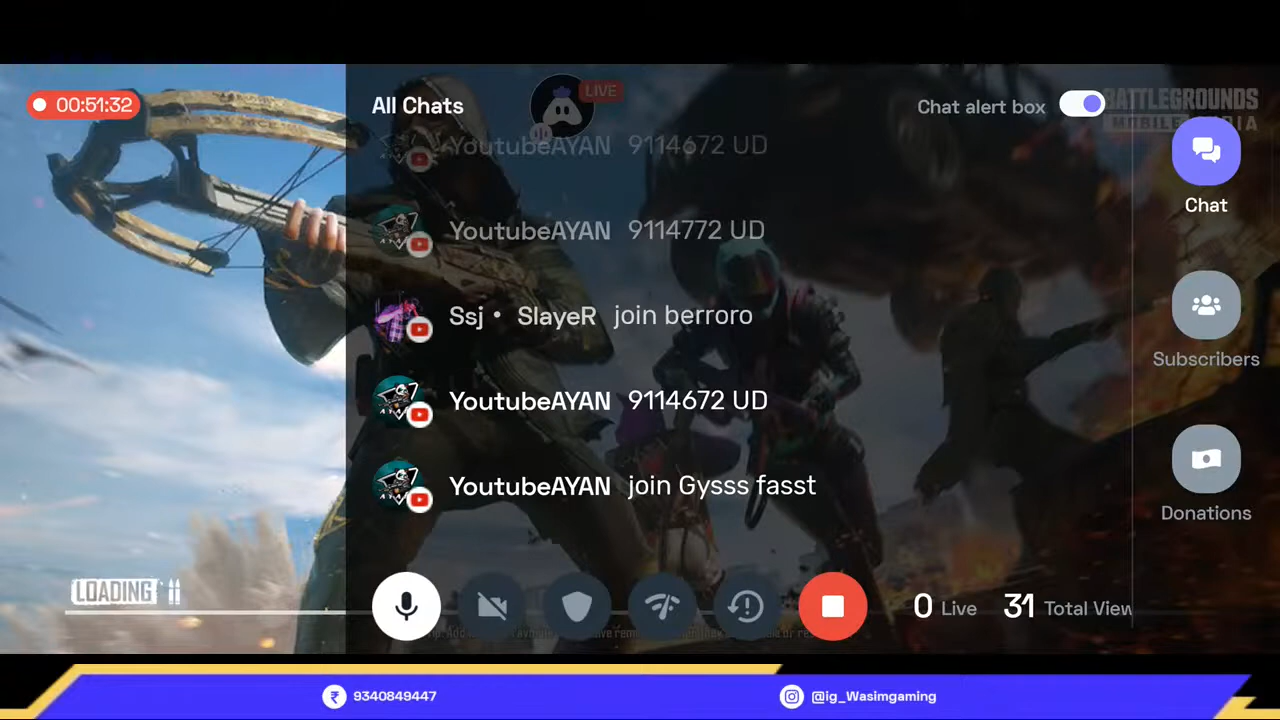 00:51:32
All Chats
LIVE
Chat alert box
BATTLEGROUNDS
MOBILE INDIA
YoutubeAYAN 9114672 UD
Chat
YoutubeAYAN 9114772 UD
Ssj • SlayeR join berroro
Subscribers
YoutubeAYAN 9114672 UD
YoutubeAYAN join Gysss fasst
Donations
LOADING
0 Live 31 Total View
₹ 9340849447
@ig_Wasimgaming